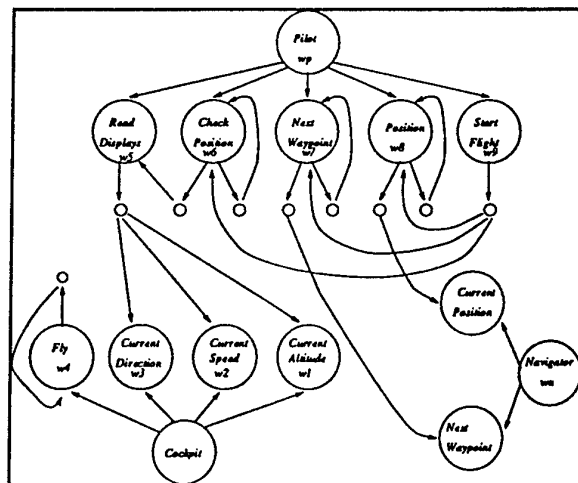 Pilot
wp
Read
Displays
w5
Check
Position
w6
Next
Waypoint
w7
Position
w8
Start
Flight
w9
Current
Position
Fly
w4
Current
Direction
w3
Current
Speed
w2
Current
Altitude
w1
Navigator
wn
Next
Waypoint
Cockpit